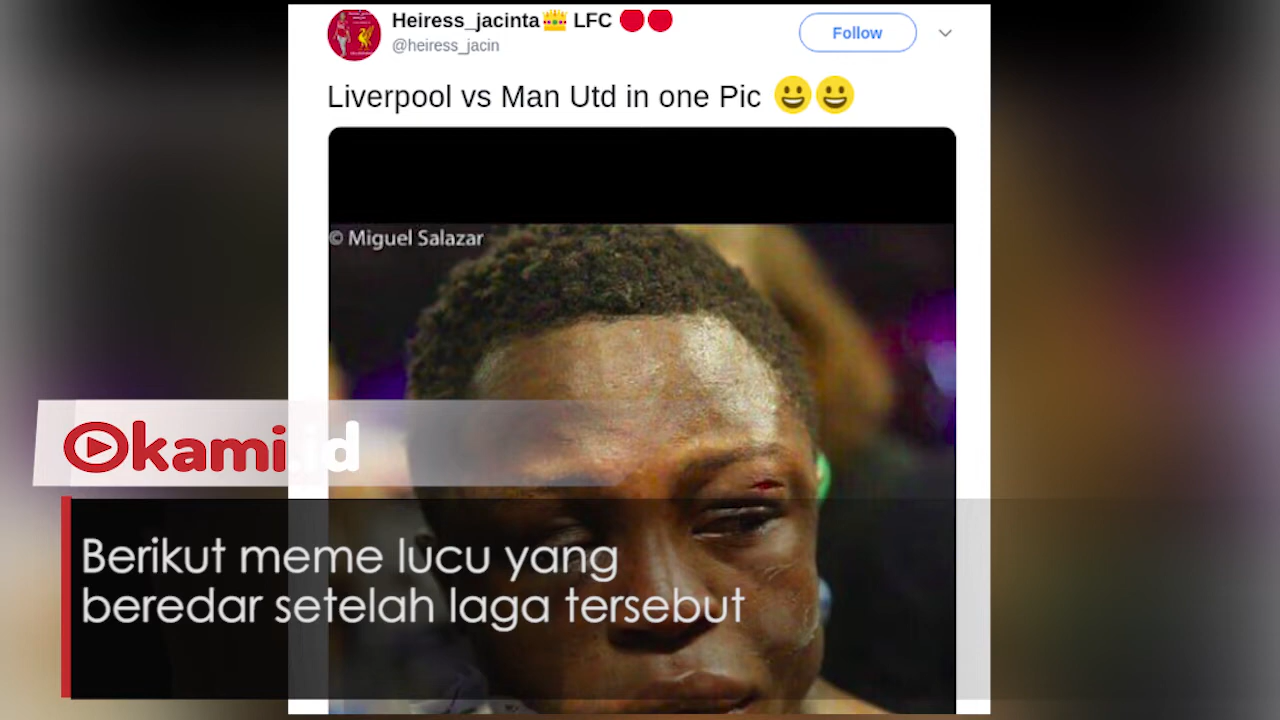 Heiress_jacinta👑 LFC 🔴🔴
@heiress_jacin
Follow
Liverpool vs Man Utd in one Pic 😀😀
© Miguel Salazar
Okami.id
Berikut meme lucu yang
beredar setelah laga tersebut